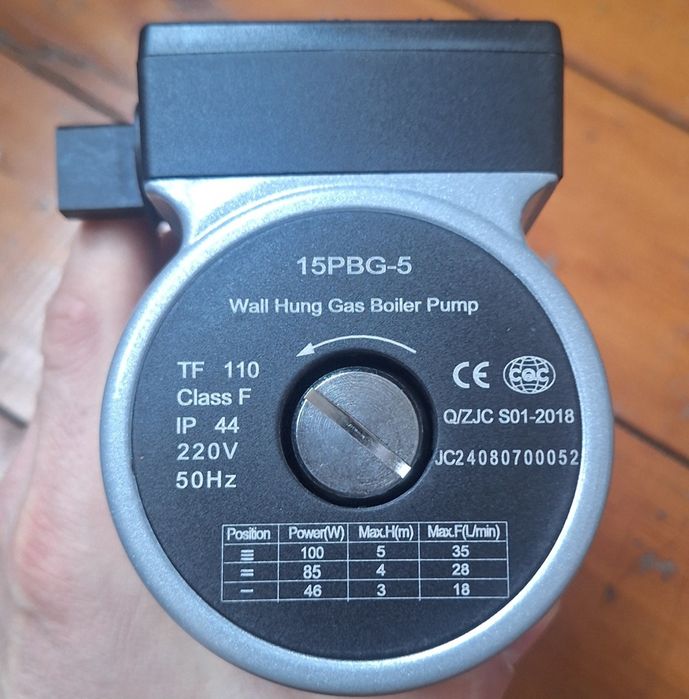 15PBG-5
Wall Hung Gas Boiler Pump
TF 110
Class F
IP 44
220V
50Hz
CE CQC
Q/ZJC S01-2018
JC24080700052
Position Power(W) Max.H(m) Max.F(L/min)
≡ 100 5 35
= 85 4 28
- 46 3 18